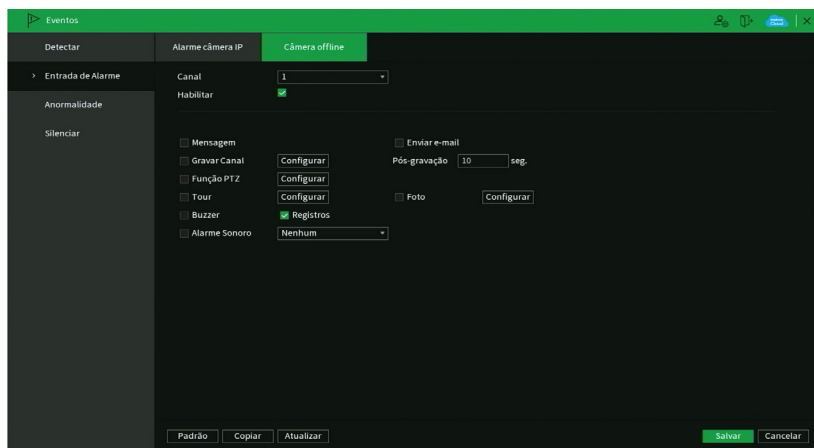 Eventos
Detectar
Alarme câmera IP
Câmera offline
> Entrada de Alarme
Anormalidade
Silenciar
Canal 1
Habilitar
Mensagem Enviar e-mail
Gravar Canal Configurar Pós-gravação 10 seg.
Função PTZ Configurar
Tour Configurar Foto Configurar
Buzzer Registros
Alarme Sonoro Nenhum
Padrão Copiar Atualizar Salvar Cancelar